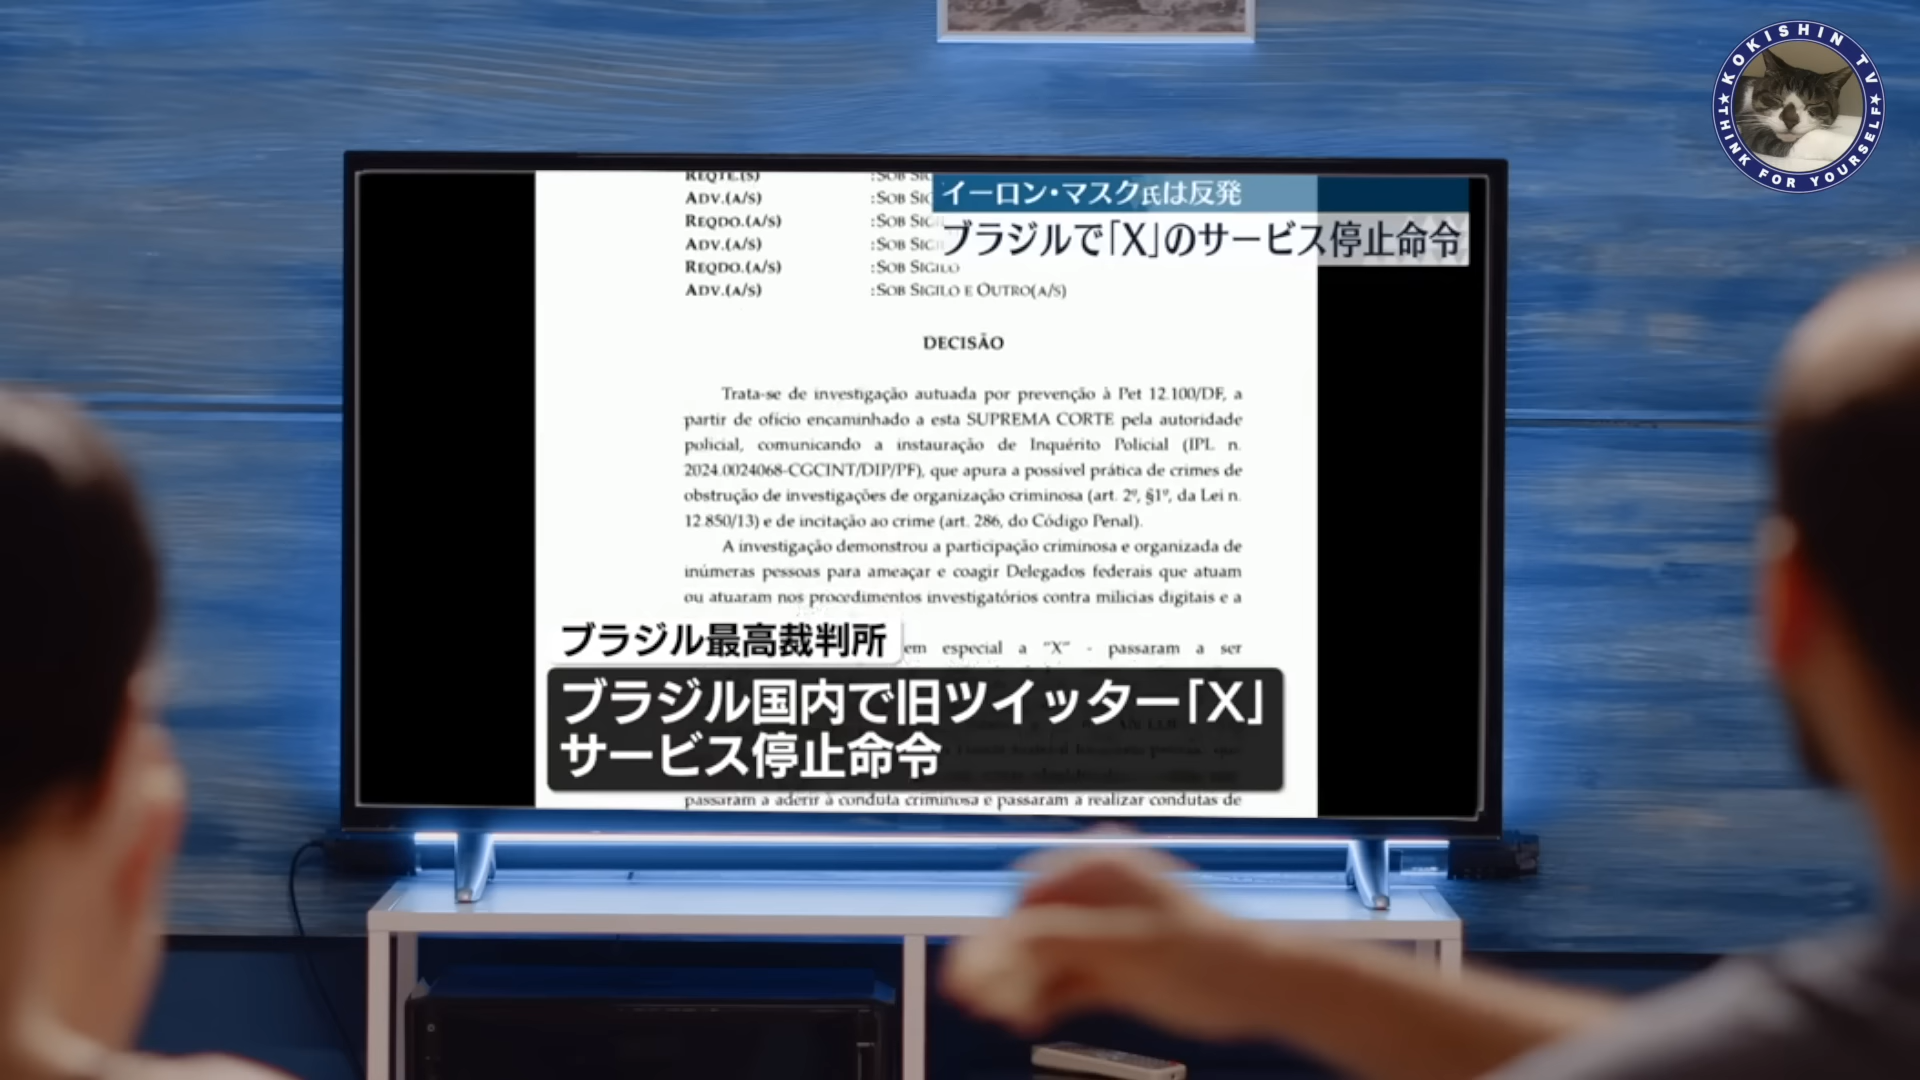 KOKISHIN TV
THINK FOR YOURSELF
イーロン・マスク氏は反発
ブラジルで「X」のサービス停止命令
REQTE.(S)
ADV.(A/S)
:SOB SIG
REQDO.(A/S)
:SOB SIG
ADV.(A/S)
:SOB SIG
REQDO.(A/S)
:SOB SIGILO
ADV.(A/S)
:SOB SIGILO E OUTRO(A/S)
DECISÃO
Trata-se de investigação autuada por prevenção à Pet 12.100/DF, a
partir de ofício encaminhado a esta SUPREMA CORTE pela autoridade
policial, comunicando a instauração de Inquérito Policial (IPL n.
2024.0024068-CGCINT/DIP/PF), que apura a possível prática de crimes de
obstrução de investigações de organização criminosa (art. 2º, §1º, da Lei n.
12.850/13) e de incitação ao crime (art. 286, do Código Penal).
A investigação demonstrou a participação criminosa e organizada de
inúmeras pessoas para ameaçar e coagir Delegados federais que atuam
ou atuaram nos procedimentos investigatórios contra milícias digitais e a
em especial a "X" - passaram a ser
ブラジル最高裁判所
ブラジル国内で旧ツイッター「X」
サービス停止命令
passaram a aderir à conduta criminosa e passaram a realizar condutas de